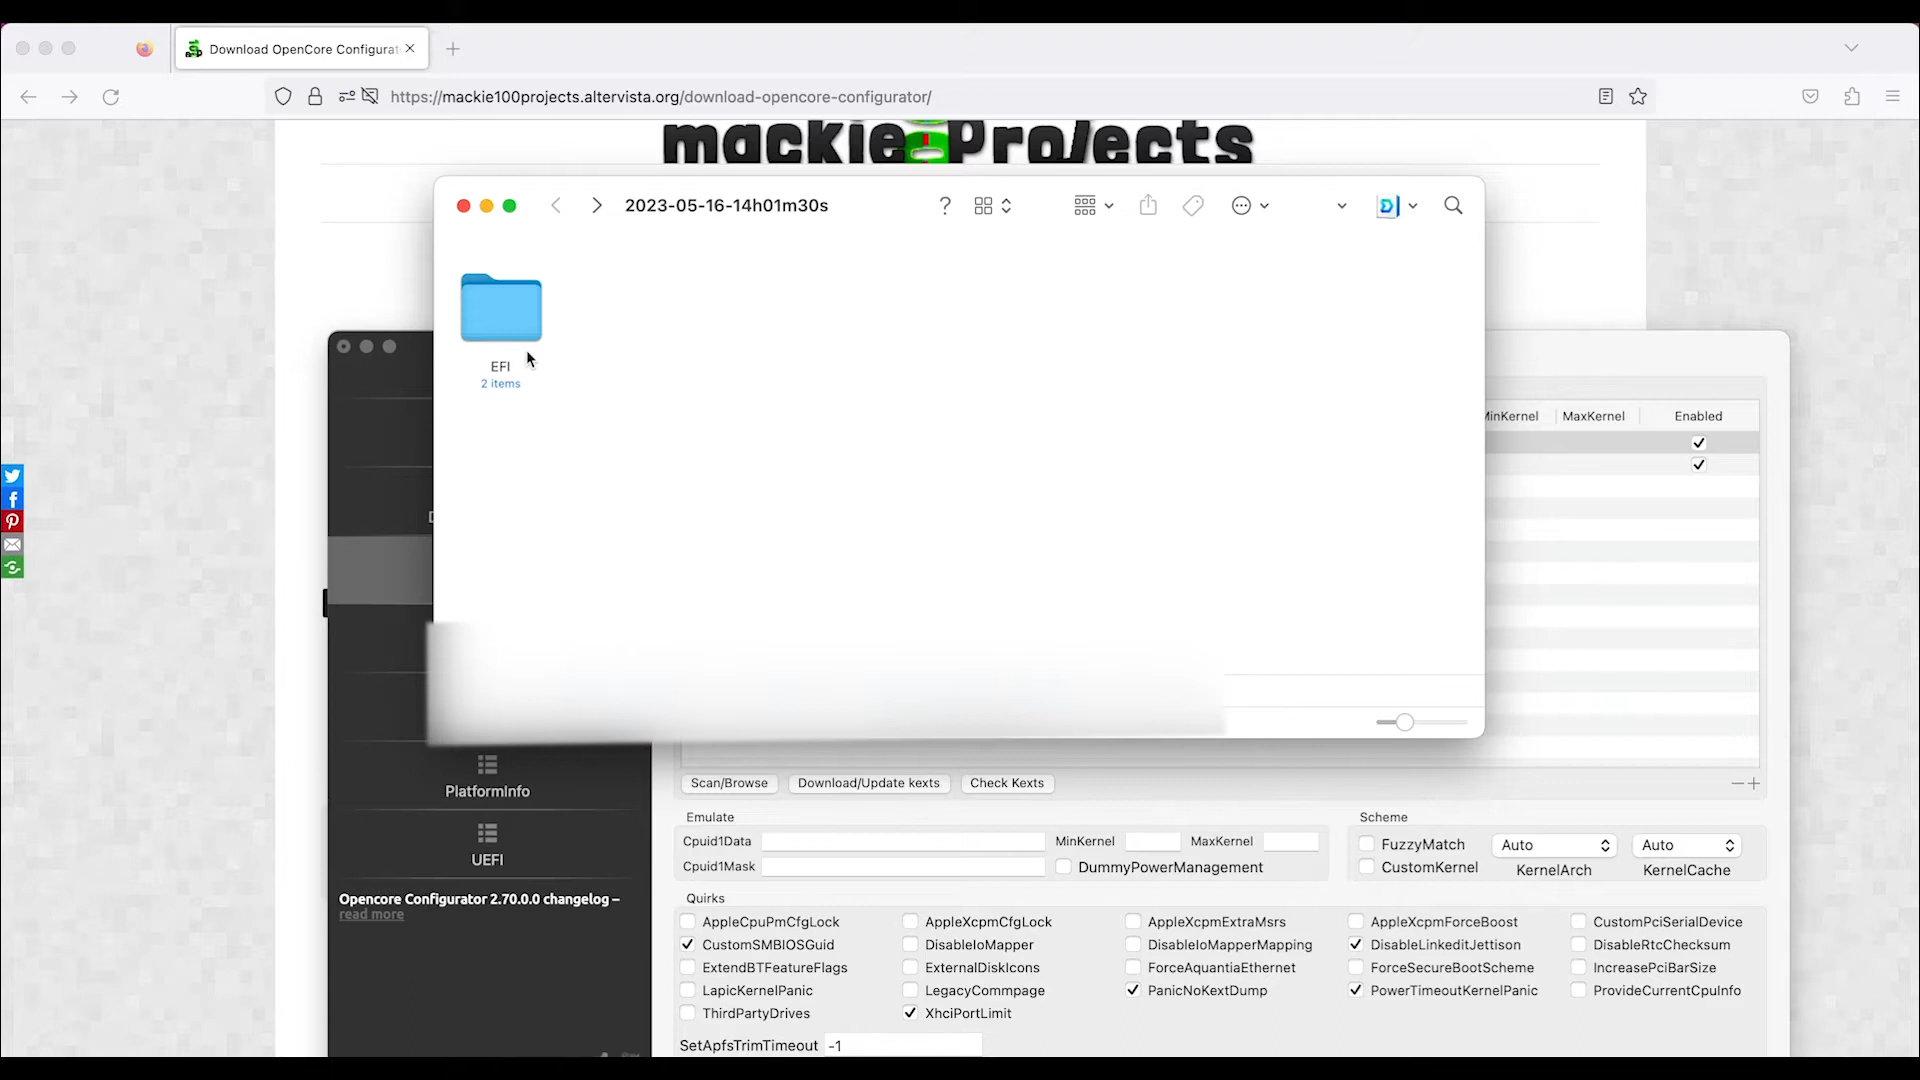 Download OpenCore Configurat
https://mackie100projects.altervista.org/download-opencore-configurator/
mackie Projects
2023-05-16-14h01m30s
EFI
2 items
MinKernel MaxKernel Enabled
PlatformInfo
UEFI
Opencore Configurator 2.70.0.0 changelog –
read more
Scan/Browse Download/Update kexts Check Kexts
Emulate
Cpuid1Data MinKernel MaxKernel
Cpuid1Mask DummyPowerManagement
Scheme
FuzzyMatch Auto Auto
CustomKernel KernelArch KernelCache
Quirks
AppleCpuPmCfgLock AppleXcpmCfgLock AppleXcpmExtraMsrs AppleXcpmForceBoost CustomPciSerialDevice
CustomSMBIOSGuid DisableIoMapper DisableIoMapperMapping DisableLinkeditJettison DisableRtcChecksum
ExtendBTFeatureFlags ExternalDiskIcons ForceAquantiaEthernet ForceSecureBootScheme IncreasePciBarSize
LapicKernelPanic LegacyCommpage PanicNoKextDump PowerTimeoutKernelPanic ProvideCurrentCpuInfo
ThirdPartyDrives XhciPortLimit
SetApfsTrimTimeout -1